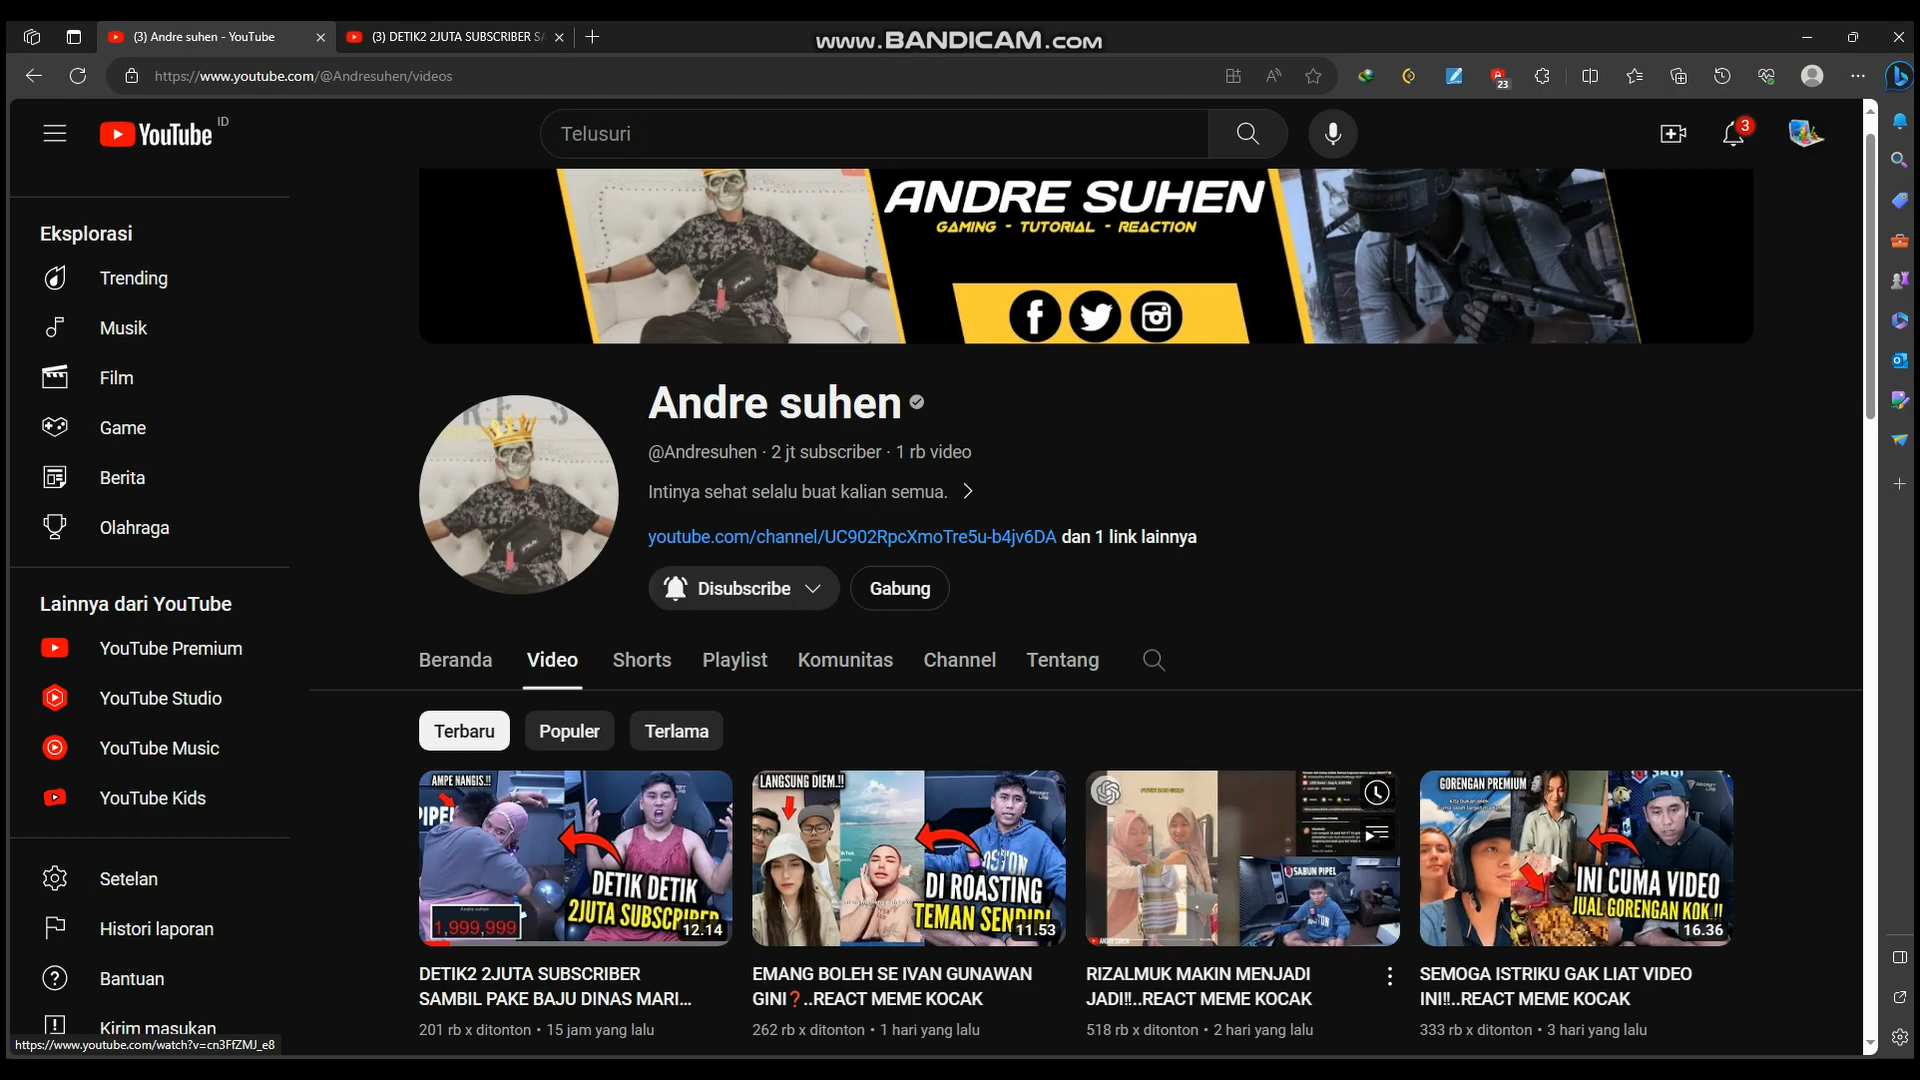 (3) Andre suhen - YouTube
(3) DETIK2 2JUTA SUBSCRIBER SA
www.BANDICAM.com
https://www.youtube.com/@Andresuhen/videos
23
YouTube ID
Telusuri
3
ANDRE SUHEN
GAMING - TUTORIAL - REACTION
Eksplorasi
Trending
Musik
Film
Game
Berita
Olahraga
Lainnya dari YouTube
YouTube Premium
YouTube Studio
YouTube Music
YouTube Kids
Setelan
Histori laporan
Bantuan
Kirim masukan
https://www.youtube.com/watch?v=cn3FfZMJ_e8
Andre suhen
@Andresuhen · 2 jt subscriber · 1 rb video
Intinya sehat selalu buat kalian semua.
youtube.com/channel/UC902RpcXmoTre5u-b4jv6DA dan 1 link lainnya
Disubscribe
Gabung
Beranda
Video
Shorts
Playlist
Komunitas
Channel
Tentang
Terbaru
Populer
Terlama
AMPE NANGIS.!!
DETIK DETIK
2JUTA SUBSCRIBER
1,999,999
12.14
DETIK2 2JUTA SUBSCRIBER
SAMBIL PAKE BAJU DINAS MARI...
201 rb x ditonton • 15 jam yang lalu
LANGSUNG DIEM.!!
DI ROASTING
TEMAN SENDIRI
11.53
EMANG BOLEH SE IVAN GUNAWAN
GINI❓..REACT MEME KOCAK
262 rb x ditonton • 1 hari yang lalu
SABUN PIPEL
RIZALMUK MAKIN MENJADI
JADI‼..REACT MEME KOCAK
518 rb x ditonton • 2 hari yang lalu
GORENGAN PREMIUM
INI CUMA VIDEO
JUAL GORENGAN KOK.!!
16.36
SEMOGA ISTRIKU GAK LIAT VIDEO
INI‼..REACT MEME KOCAK
333 rb x ditonton • 3 hari yang lalu